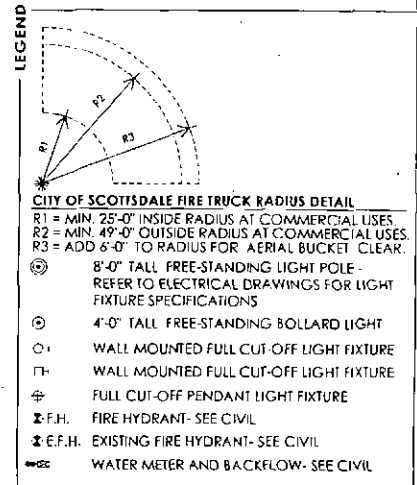 LEGEND
R1
R2
R3
CITY OF SCOTTSDALE FIRE TRUCK RADIUS DETAIL
R1 = MIN. 25'-0" INSIDE RADIUS AT COMMERCIAL USES.
R2 = MIN. 49'-0" OUTSIDE RADIUS AT COMMERCIAL USES.
R3 = ADD 6'-0" TO RADIUS FOR AERIAL BUCKET CLEAR.
8'-0" TALL FREE-STANDING LIGHT POLE -
REFER TO ELECTRICAL DRAWINGS FOR LIGHT
FIXTURE SPECIFICATIONS
4'-0" TALL FREE-STANDING BOLLARD LIGHT
WALL MOUNTED FULL CUT-OFF LIGHT FIXTURE
WALL MOUNTED FULL CUT-OFF LIGHT FIXTURE
FULL CUT-OFF PENDANT LIGHT FIXTURE
F.H. FIRE HYDRANT- SEE CIVIL
E.F.H. EXISTING FIRE HYDRANT- SEE CIVIL
WATER METER AND BACKFLOW- SEE CIVIL